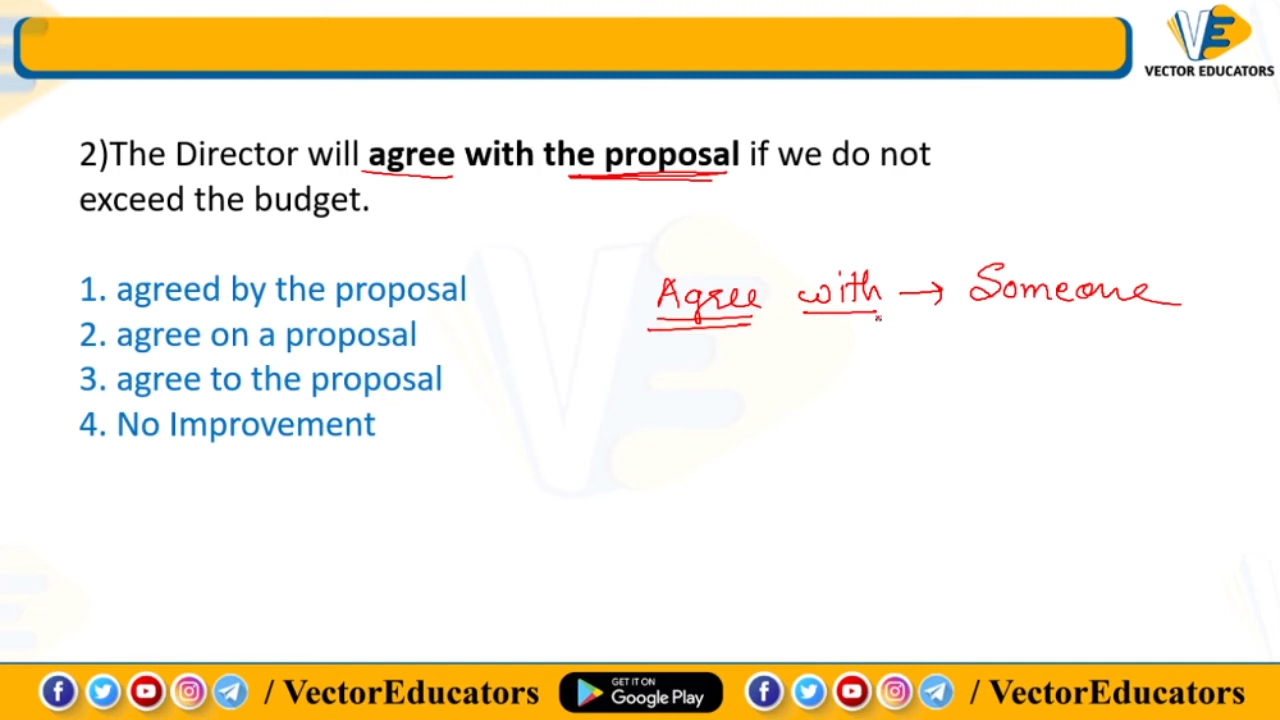 VE
VECTOR EDUCATORS
2)The Director will agree with the proposal if we do not
exceed the budget.
1. agreed by the proposal
2. agree on a proposal
3. agree to the proposal
4. No Improvement
Agree with → Someone
/ VectorEducators
GET IT ON
Google Play
/ VectorEducators